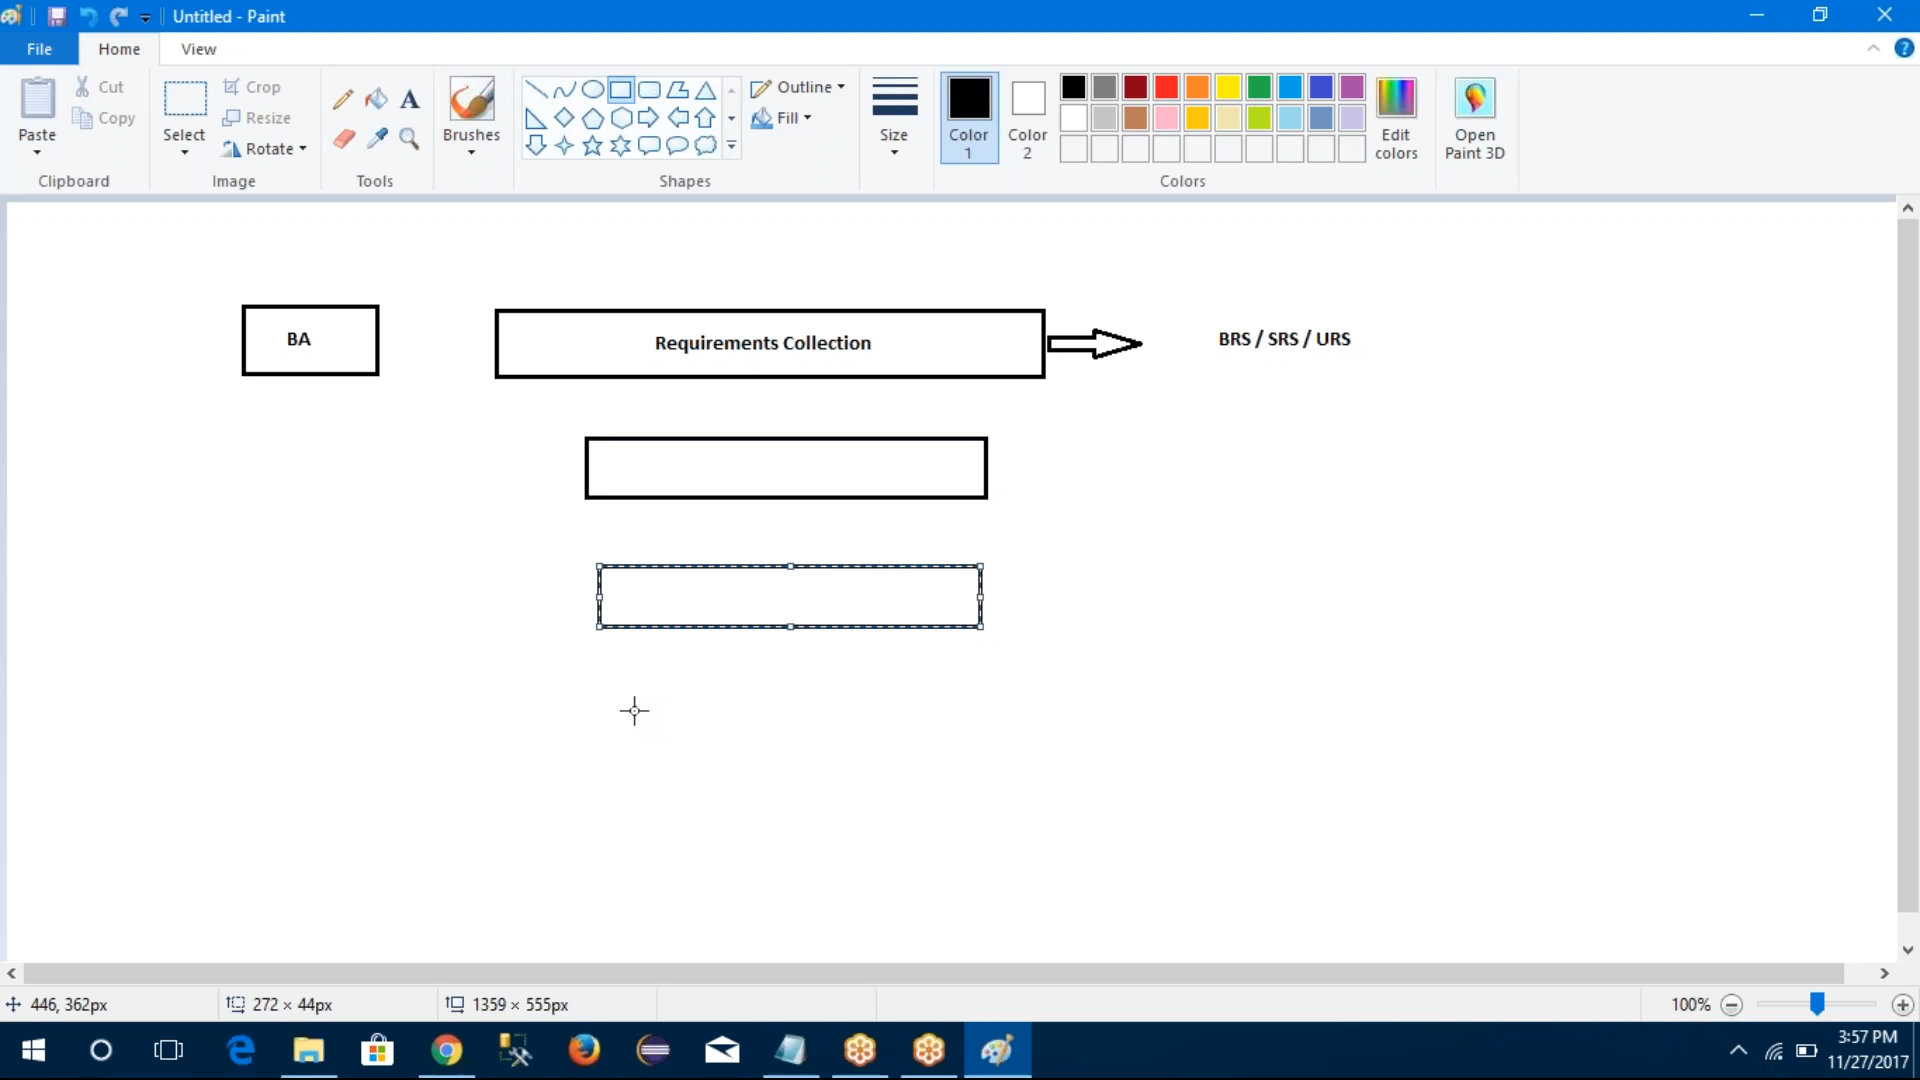 Untitled - Paint
File Home View
Paste
Cut
Copy
Clipboard
Select
Crop
Resize
Rotate
Image
A
Tools
Brushes
Shapes
Outline
Fill
Size
Color 1
Color 2
Edit colors
Open Paint 3D
Colors
BA
Requirements Collection
BRS / SRS / URS
446, 362px
272 × 44px
1359 × 555px
100%
3:57 PM
11/27/2017